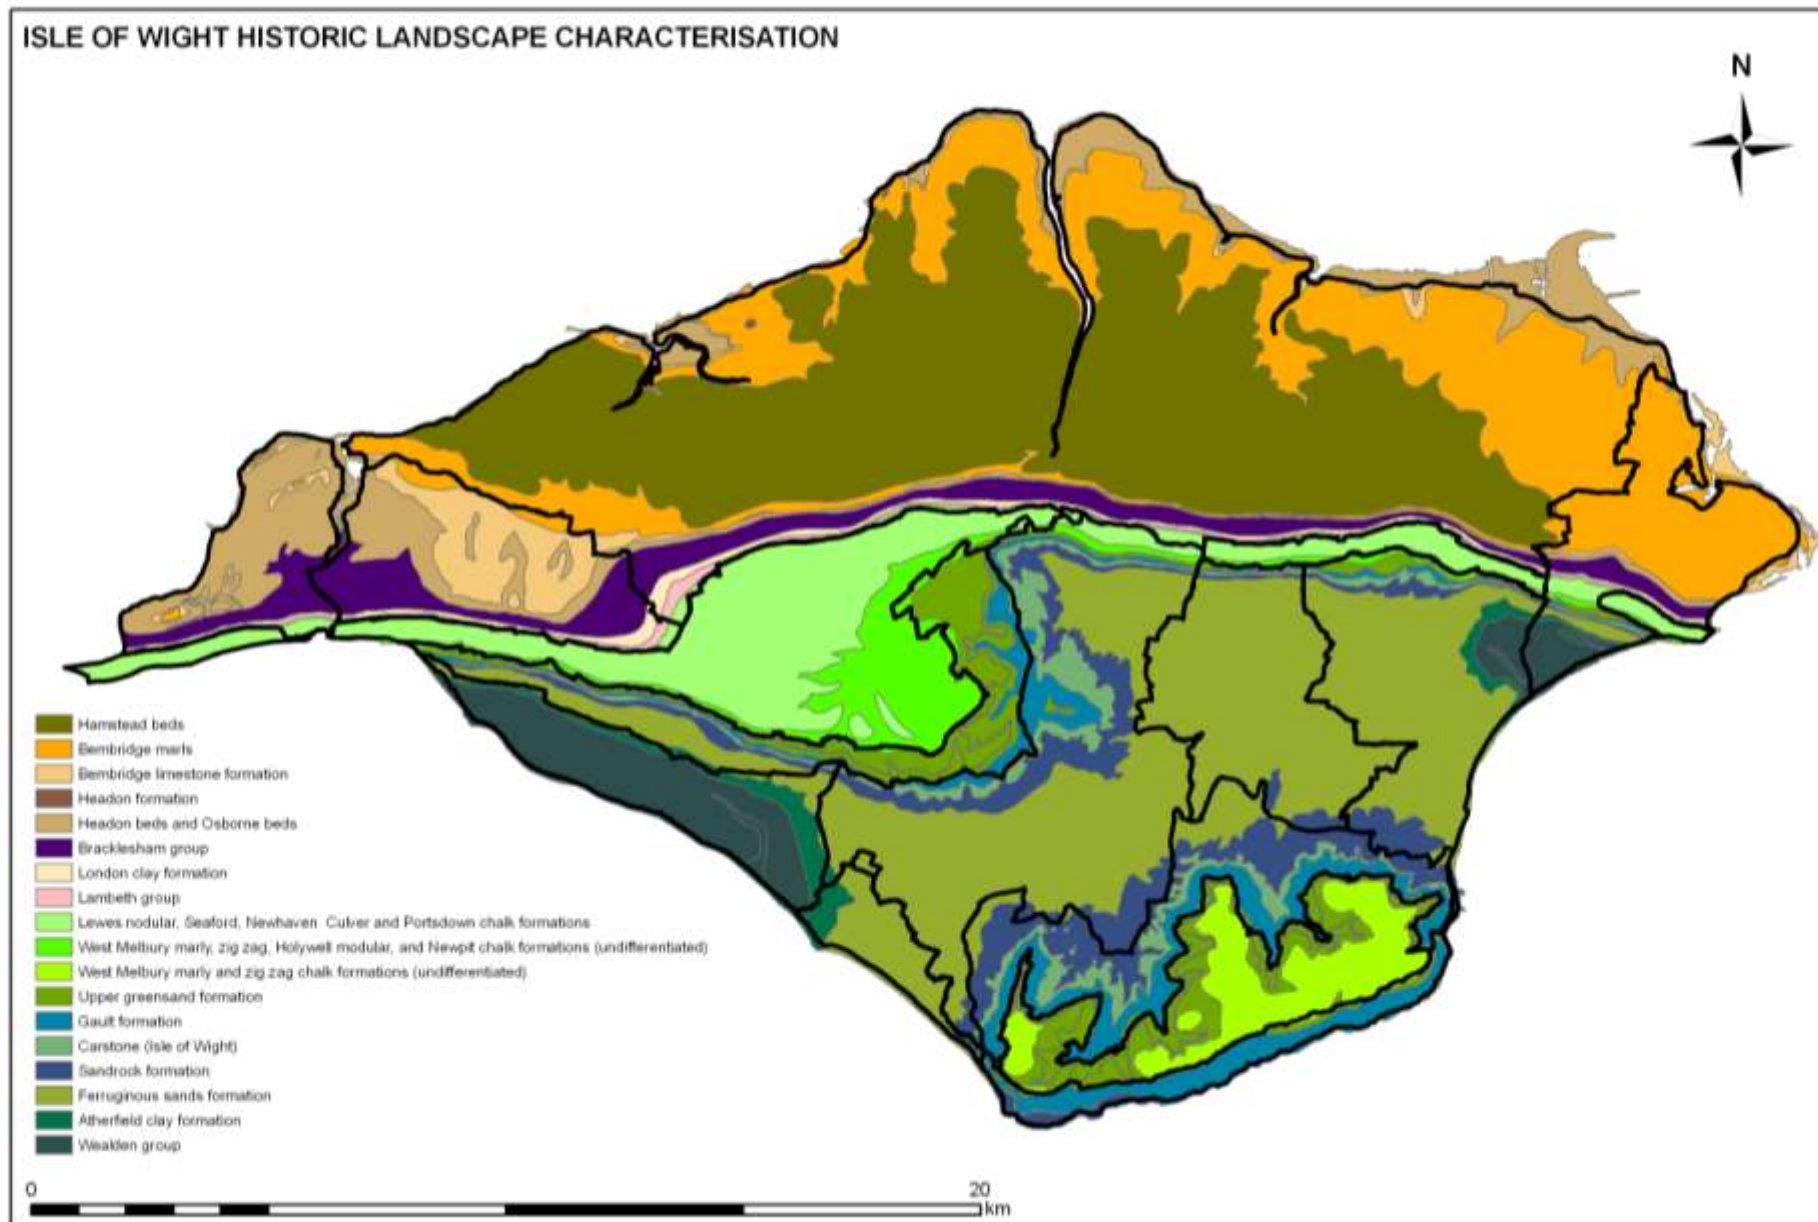 ISLE OF WIGHT HISTORIC LANDSCAPE CHARACTERISATION
N
Hamstead beds
Bembridge marls
Bembridge limestone formation
Headon formation
Headon beds and Osborne beds
Bracklesham group
London clay formation
Lambeth group
Lewes nodular, Seaford, Newhaven Culver and Portsdown chalk formations
West Melbury marly, zig zag, Holywell modular, and Newpit chalk formations (undifferentiated)
West Melbury marly and zig zag chalk formations (undifferentiated)
Upper greensand formation
Gault formation
Carstone (Isle of Wight)
Sandrock formation
Ferruginous sands formation
Atherfield clay formation
Wealden group
0 20
km